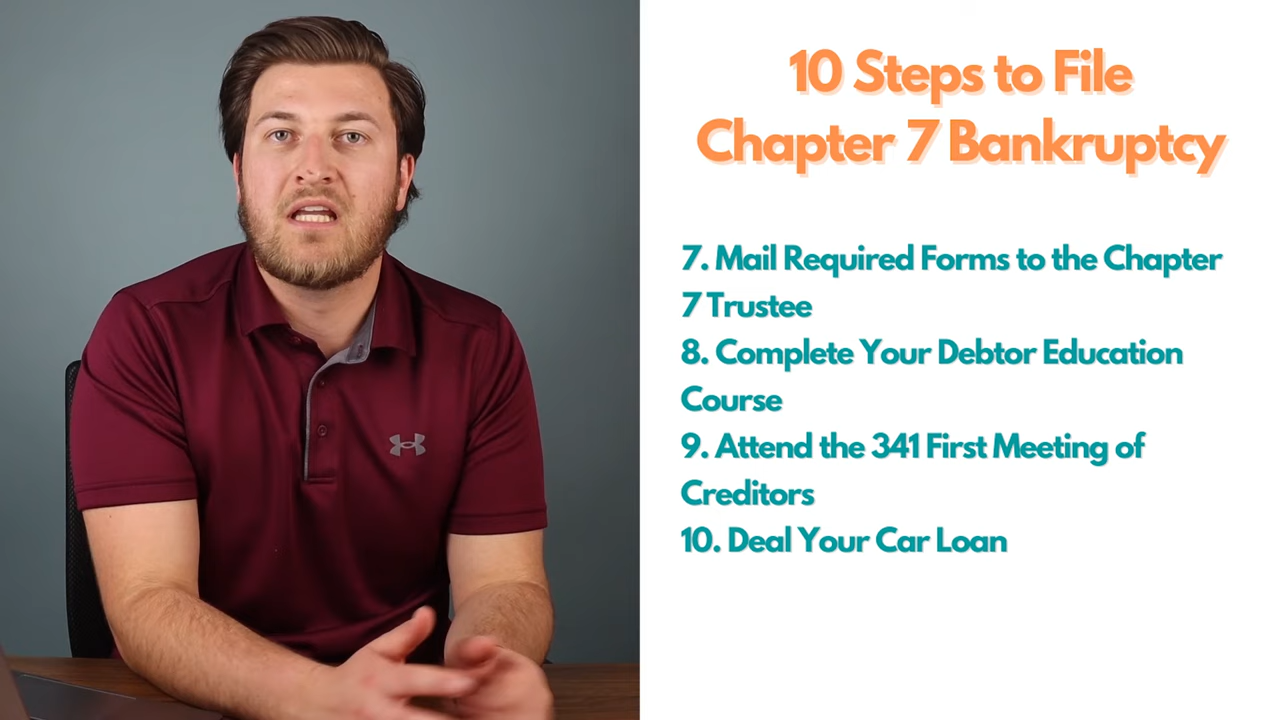 10 Steps to File
Chapter 7 Bankruptcy
7. Mail Required Forms to the Chapter
7 Trustee
8. Complete Your Debtor Education
Course
9. Attend the 341 First Meeting of
Creditors
10. Deal Your Car Loan